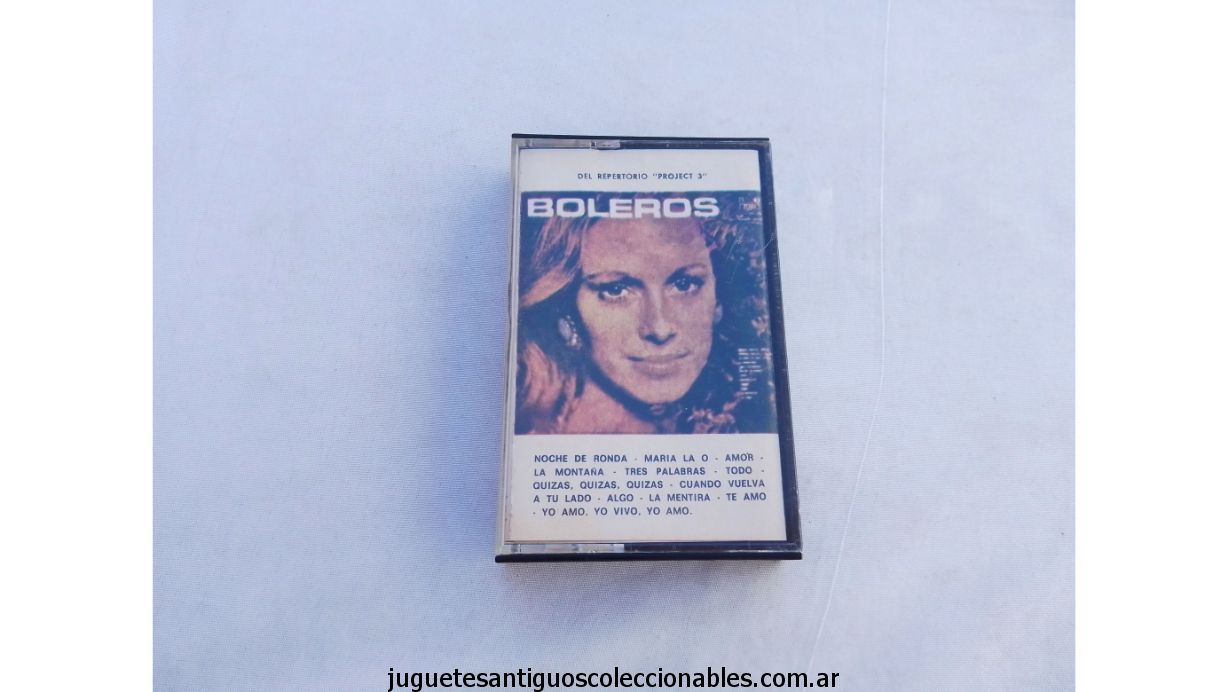 DEL REPERTORIO "PROJECT 3"
BOLEROS
NOCHE DE RONDA - MARIA LA O - AMOR -
LA MONTAÑA - TRES PALABRAS - TODO -
QUIZAS, QUIZAS, QUIZAS - CUANDO VUELVA
A TU LADO - ALGO - LA MENTIRA - TE AMO
- YO AMO, YO VIVO, YO AMO.
juguetesantiguoscoleccionables.com.ar